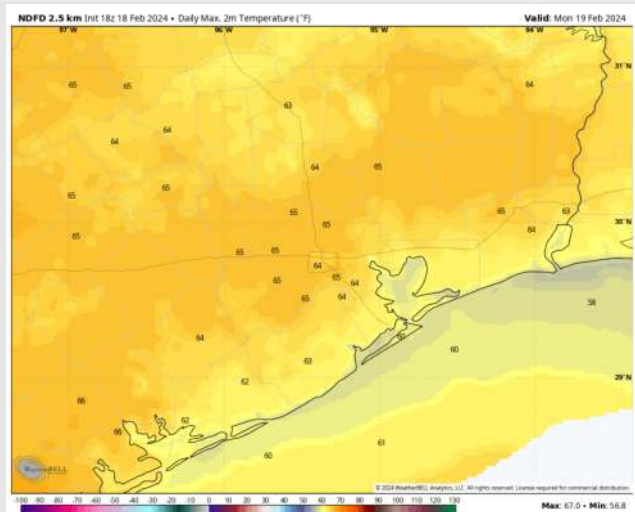 NDFD 2.5 km Init 18z 18 Feb 2024 • Daily Max. 2m Temperature (°F) Valid: Mon 19 Feb 2024
97°W 96°W 95°W 94°W
31°N
65 65 64
63
64 64
64 65
65 65
65 65 63
65 64
65 65 65
30°N
64
65 65 64
65 64 58
64 60
63 60
29°N
62
66
62
66
61
60
WeatherBELL
© 2024 WeatherBELL Analytics, LLC. All rights reserved. License required for commercial distribution.
-100 -90 -80 -70 -60 -50 -40 -30 -20 -10 0 10 20 30 40 50 60 70 80 90 100 110 120 130
Max: 67.0 • Min: 56.8